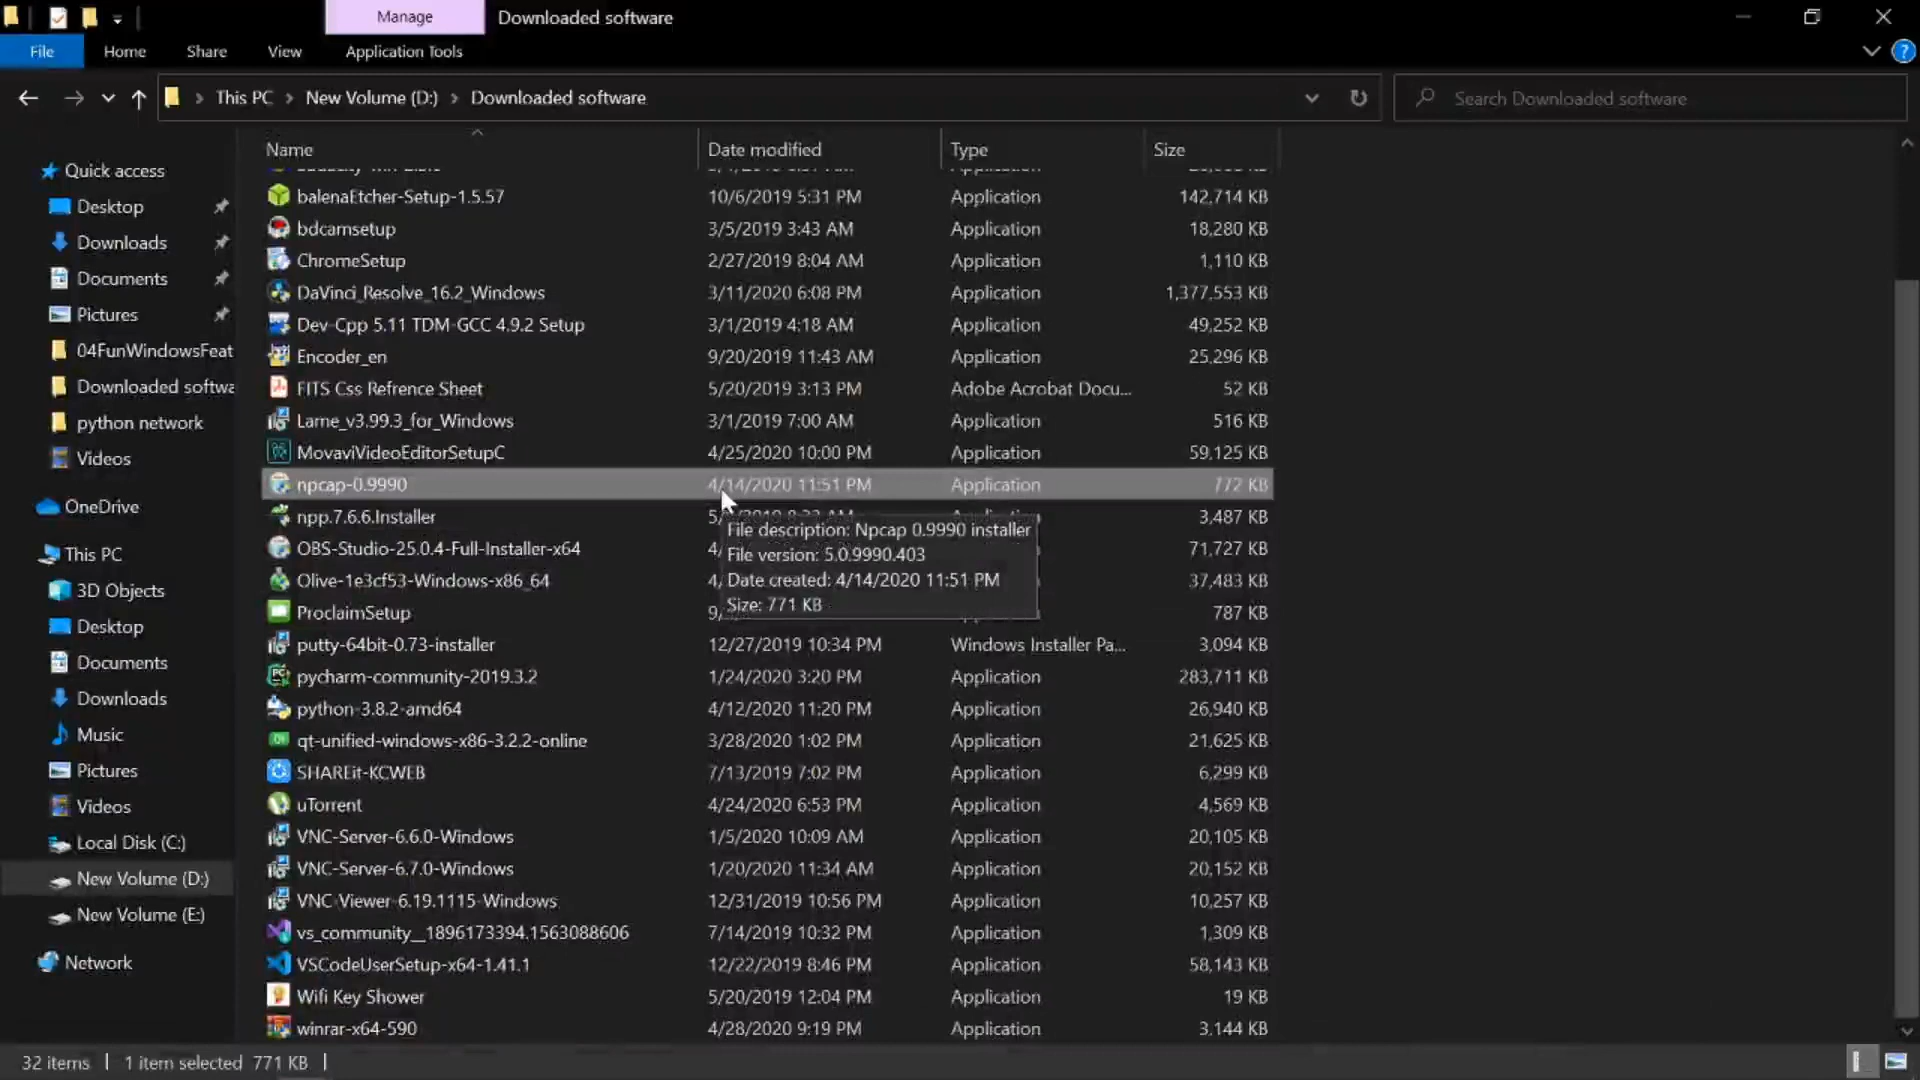 Manage Downloaded software
File Home Share View Application Tools
This PC New Volume (D:) Downloaded software Search Downloaded software
Name Date modified Type Size
balenaEtcher-Setup-1.5.57 10/6/2019 5:31 PM Application 142,714 KB
bdcamsetup 3/5/2019 3:43 AM Application 18,280 KB
ChromeSetup 2/27/2019 8:04 AM Application 1,110 KB
DaVinci_Resolve_16.2_Windows 3/11/2020 6:08 PM Application 1,377,553 KB
Dev-Cpp 5.11 TDM-GCC 4.9.2 Setup 3/1/2019 4:18 AM Application 49,252 KB
Encoder_en 9/20/2019 11:43 AM Application 25,296 KB
FITS Css Refrence Sheet 5/20/2019 3:13 PM Adobe Acrobat Docu... 52 KB
Lame_v3.99.3_for_Windows 3/1/2019 7:00 AM Application 516 KB
MovaviVideoEditorSetupC 4/25/2020 10:00 PM Application 59,125 KB
npcap-0.9990 4/14/2020 11:51 PM Application 772 KB
npp.7.6.6.Installer 3,487 KB
OBS-Studio-25.0.4-Full-Installer-x64 71,727 KB
Olive-1e3cf53-Windows-x86_64 37,483 KB
ProclaimSetup 787 KB
putty-64bit-0.73-installer 12/27/2019 10:34 PM Windows Installer Pa... 3,094 KB
pycharm-community-2019.3.2 1/24/2020 3:20 PM Application 283,711 KB
python-3.8.2-amd64 4/12/2020 11:20 PM Application 26,940 KB
qt-unified-windows-x86-3.2.2-online 3/28/2020 1:02 PM Application 21,625 KB
SHAREit-KCWEB 7/13/2019 7:02 PM Application 6,299 KB
uTorrent 4/24/2020 6:53 PM Application 4,569 KB
VNC-Server-6.6.0-Windows 1/5/2020 10:09 AM Application 20,105 KB
VNC-Server-6.7.0-Windows 1/20/2020 11:34 AM Application 20,152 KB
VNC-Viewer-6.19.1115-Windows 12/31/2019 10:56 PM Application 10,257 KB
vs_community__1896173394.1563088606 7/14/2019 10:32 PM Application 1,309 KB
VSCodeUserSetup-x64-1.41.1 12/22/2019 8:46 PM Application 58,143 KB
Wifi Key Shower 5/20/2019 12:04 PM Application 19 KB
winrar-x64-590 4/28/2020 9:19 PM Application 3,144 KB
File description: Npcap 0.9990 installer
File version: 5.0.9990.403
Date created: 4/14/2020 11:51 PM
Size: 771 KB
Quick access
Desktop
Downloads
Documents
Pictures
04FunWindowsFeat
Downloaded softwa
python network
Videos
OneDrive
This PC
3D Objects
Desktop
Documents
Downloads
Music
Pictures
Videos
Local Disk (C:)
New Volume (D:)
New Volume (E:)
Network
32 items 1 item selected 771 KB